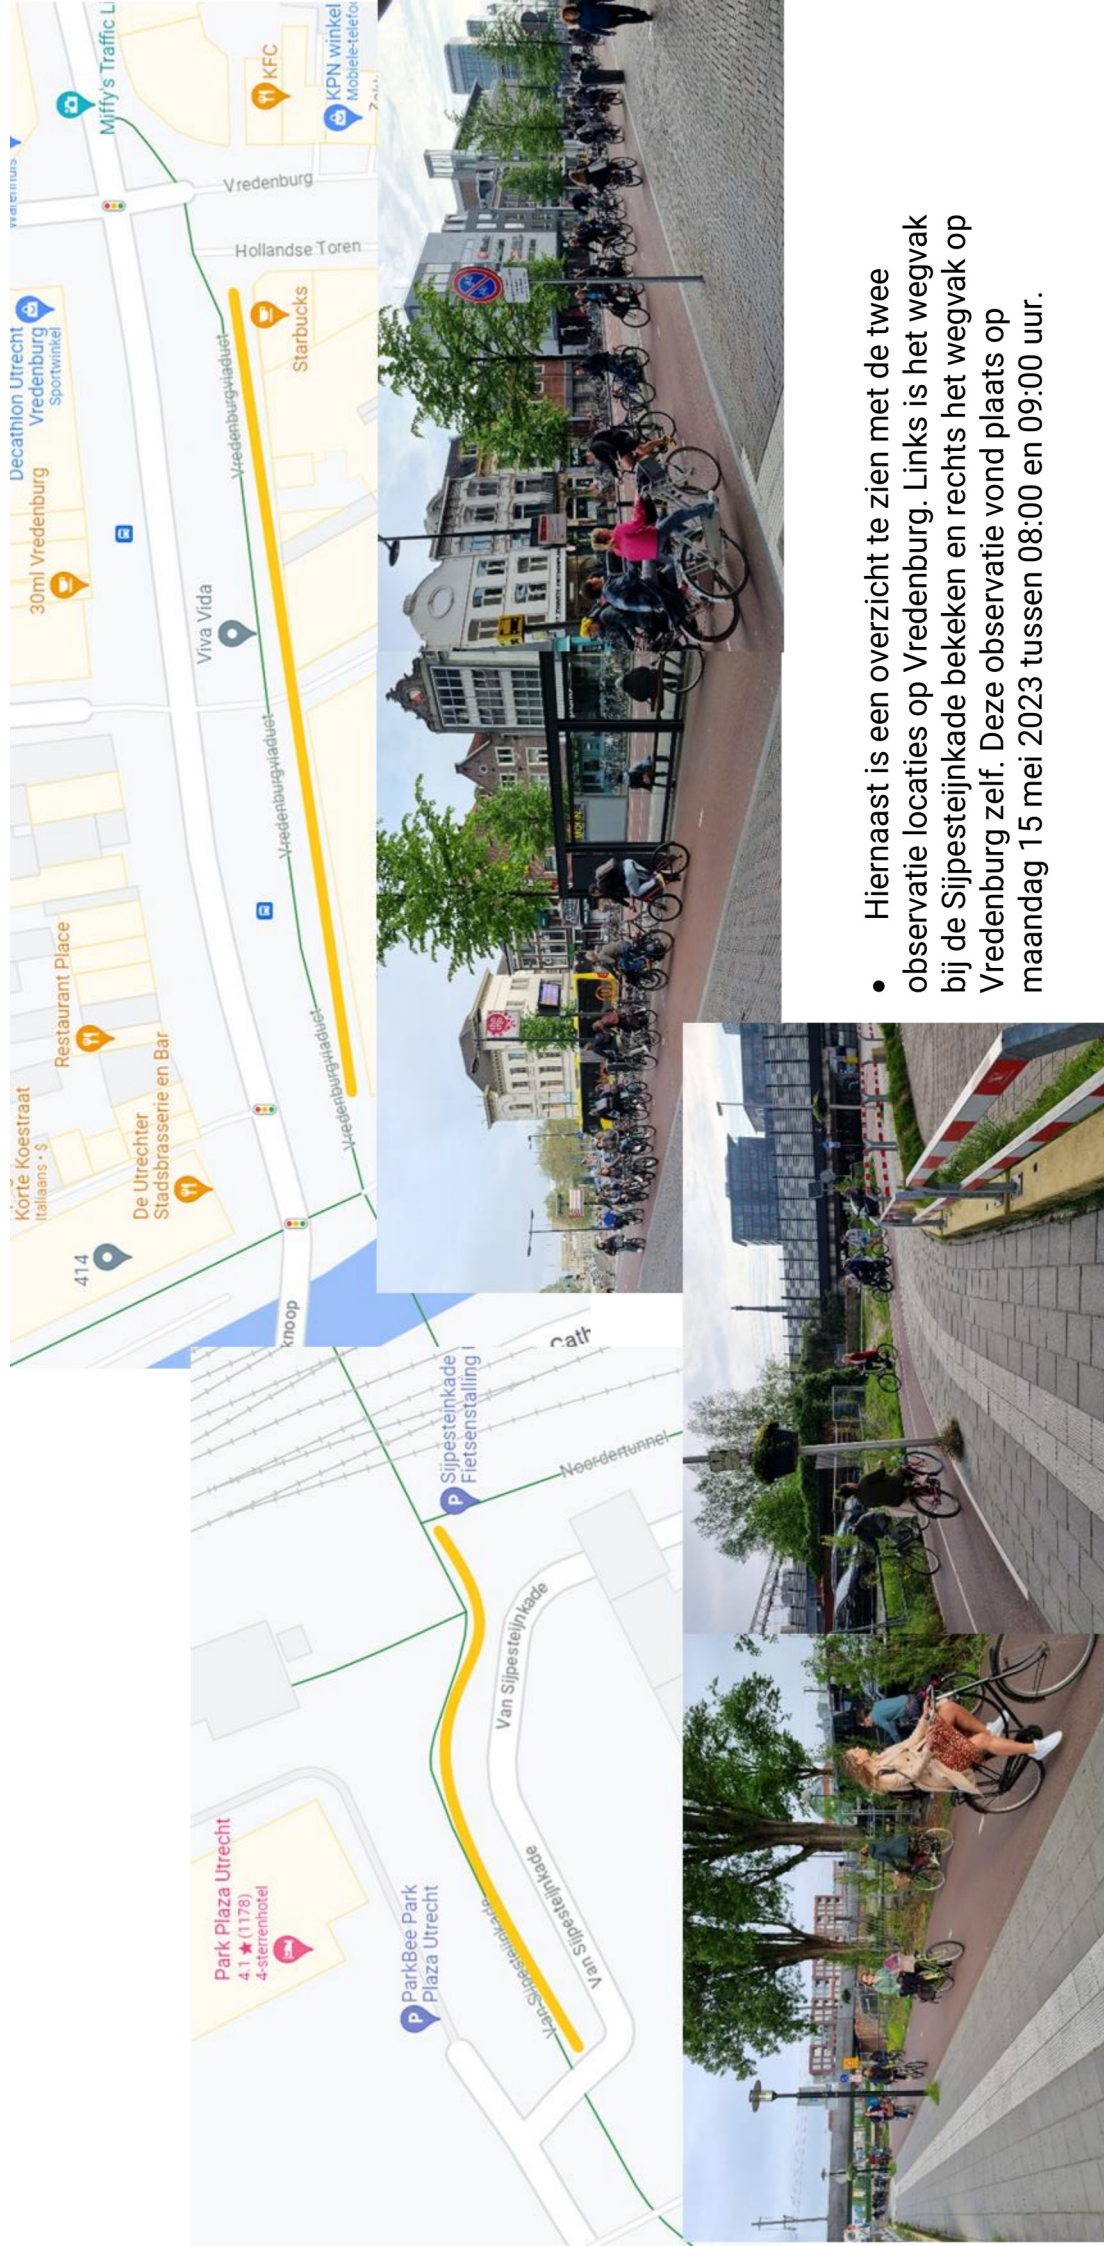 Park Plaza Utrecht
4.1 ★ (1178)
4-sterrenhotel
ParkBee Park
Plaza Utrecht
Van Sijpesteijnkade
Van Sijpesteijnkade
Van Sijpesteijnkade
Sijpesteinkade
Fietsenstalling
Noordertunnel
Korte Koestraat
Italiaans · $
414
De Utrechter
Stadsbrasserie en Bar
Restaurant Place
30ml Vredenburg
Decathlon Utrecht
Vredenburg
Sportwinkel
Viva Vida
knoop
Cath
Vredenburgviaduct
Vredenburgviaduct
Vredenburgviaduct
Starbucks
Hollandse Toren
Vredenburg
Miffy's Traffic Li
KFC
KPN winkel
Mobiele-telefoo
• Hiernaast is een overzicht te zien met de twee
observatie locaties op Vredenburg. Links is het wegvak
bij de Sijpesteijnkade bekeken en rechts het wegvak op
Vredenburg zelf. Deze observatie vond plaats op
maandag 15 mei 2023 tussen 08:00 en 09:00 uur.